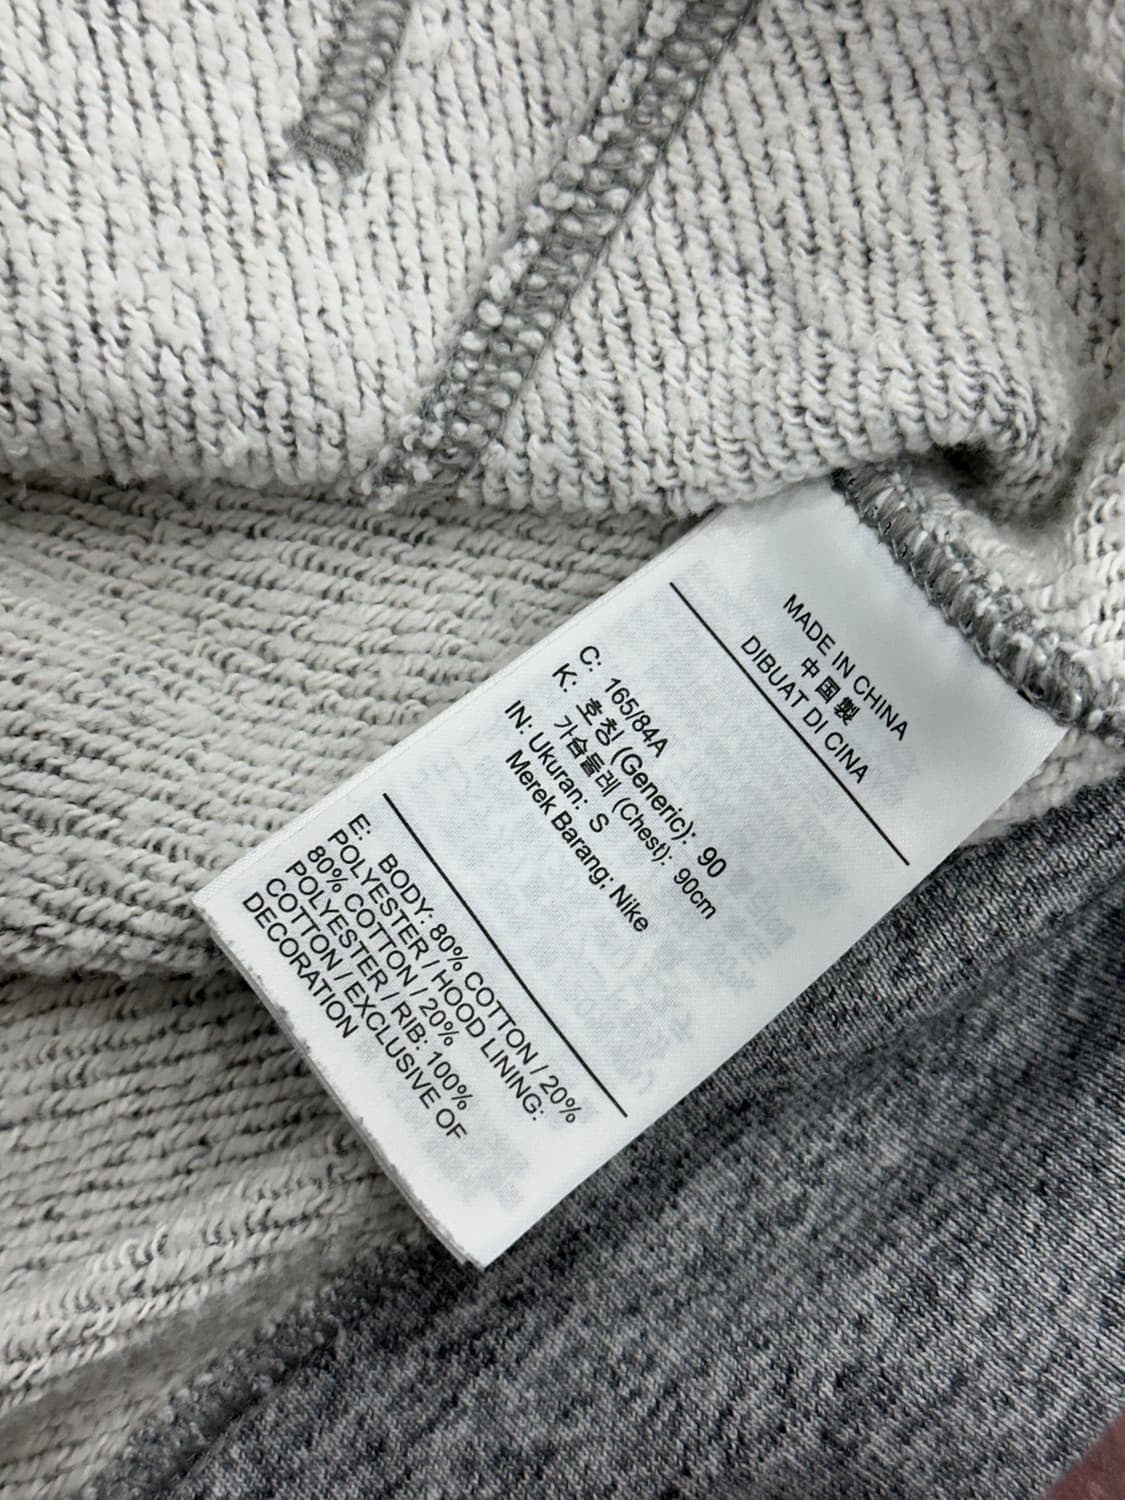 MADE IN CHINA
中国製
DIBUAT DI CINA
C: 165/84A
K: 호칭 (Generic): 90
가슴둘레 (Chest): 90cm
IN: Ukuran: S
Merek Barang: Nike
E: BODY: 80% COTTON / 20%
POLYESTER / HOOD LINING:
80% COTTON / 20%
POLYESTER / RIB: 100%
COTTON / EXCLUSIVE OF
DECORATION